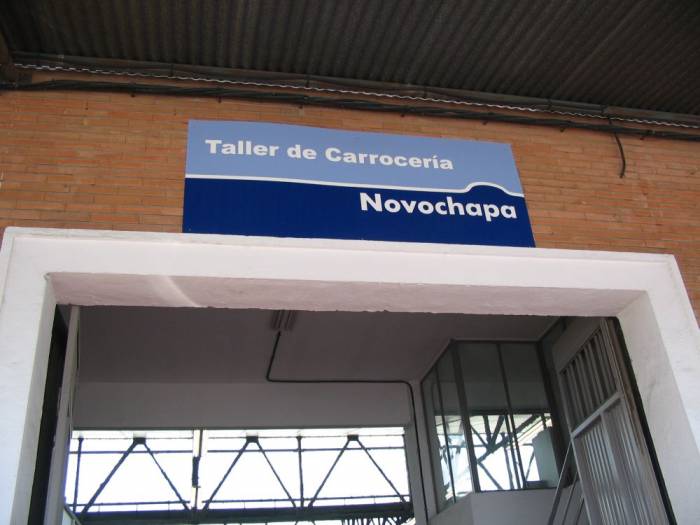 Taller de Carrocería
Novochapa